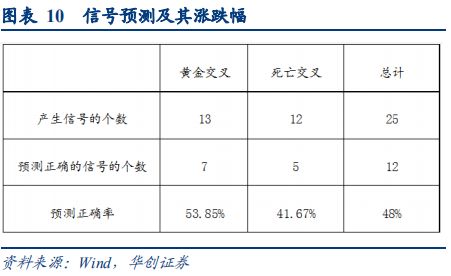 图表 10 信号预测及其涨跌幅
黄金交叉 死亡交叉 总计
产生信号的个数 13 12 25
预测正确的信号的个数 7 5 12
预测正确率 53.85% 41.67% 48%
资料来源：Wind，华创证券